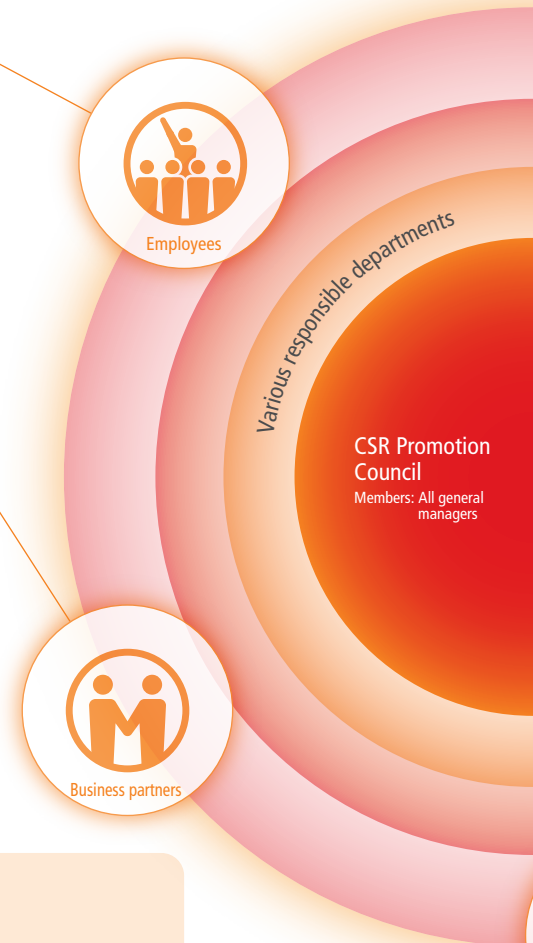 Employees
Various responsible departments
CSR Promotion
Council
Members: All general
managers
Business partners